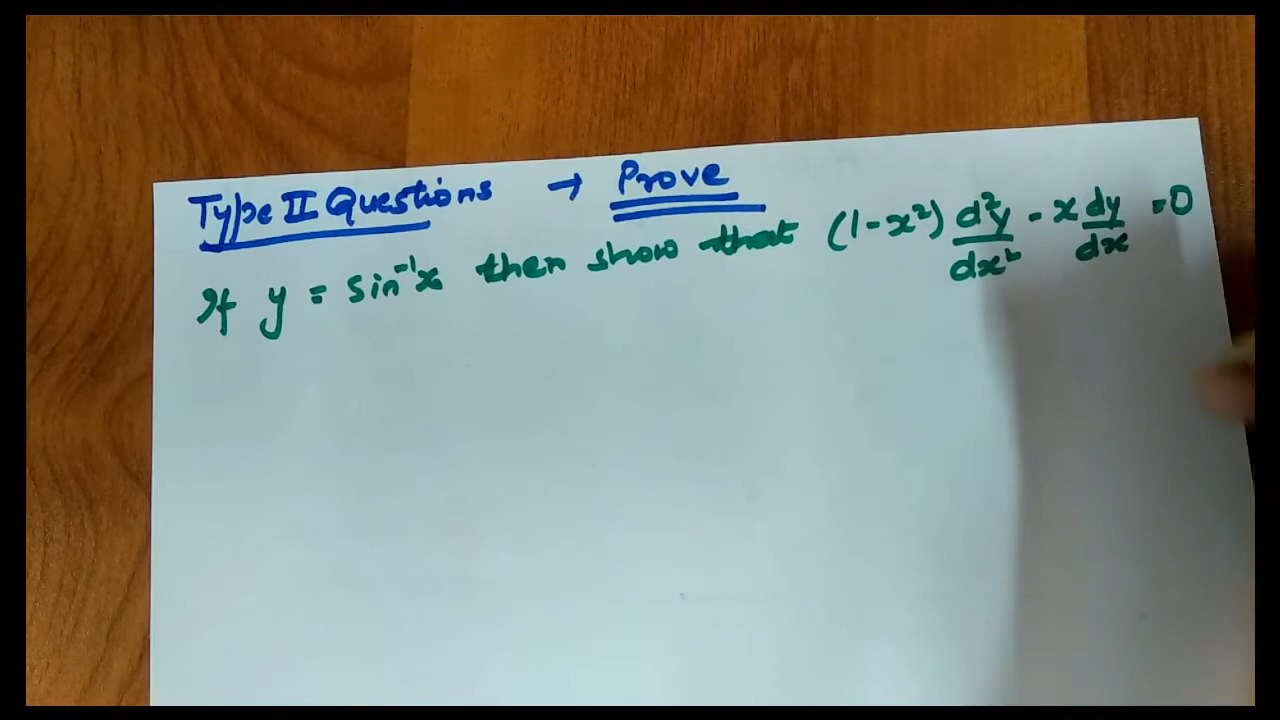 Type II Questions → Prove
If y = sin⁻¹x then show that (1-x²) d²y/dx² - x dy/dx = 0